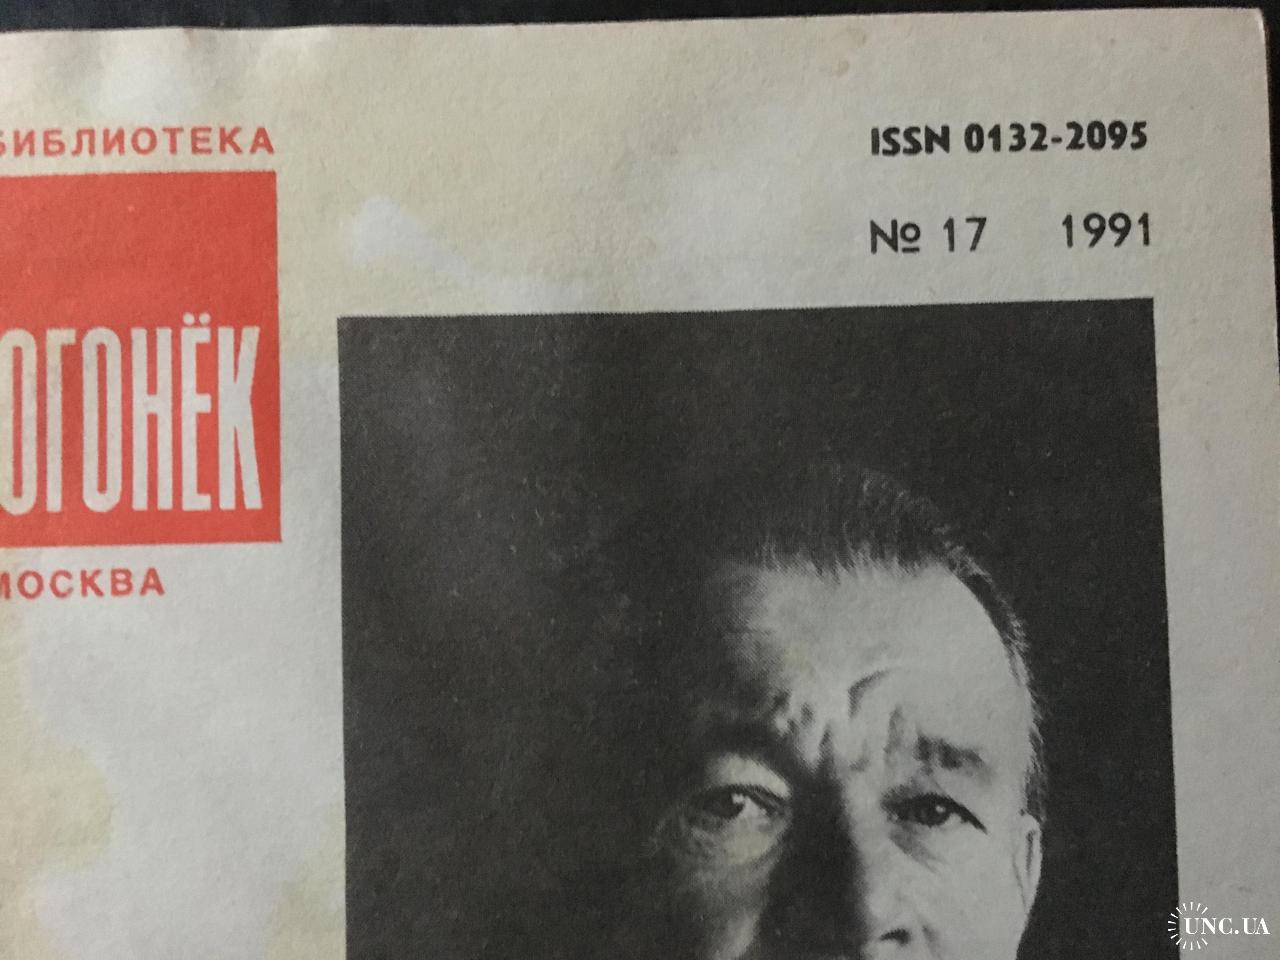 БИБЛИОТЕКА
ISSN 0132-2095
№ 17 1991
ОГОНЁК
МОСКВА
UNC.UA